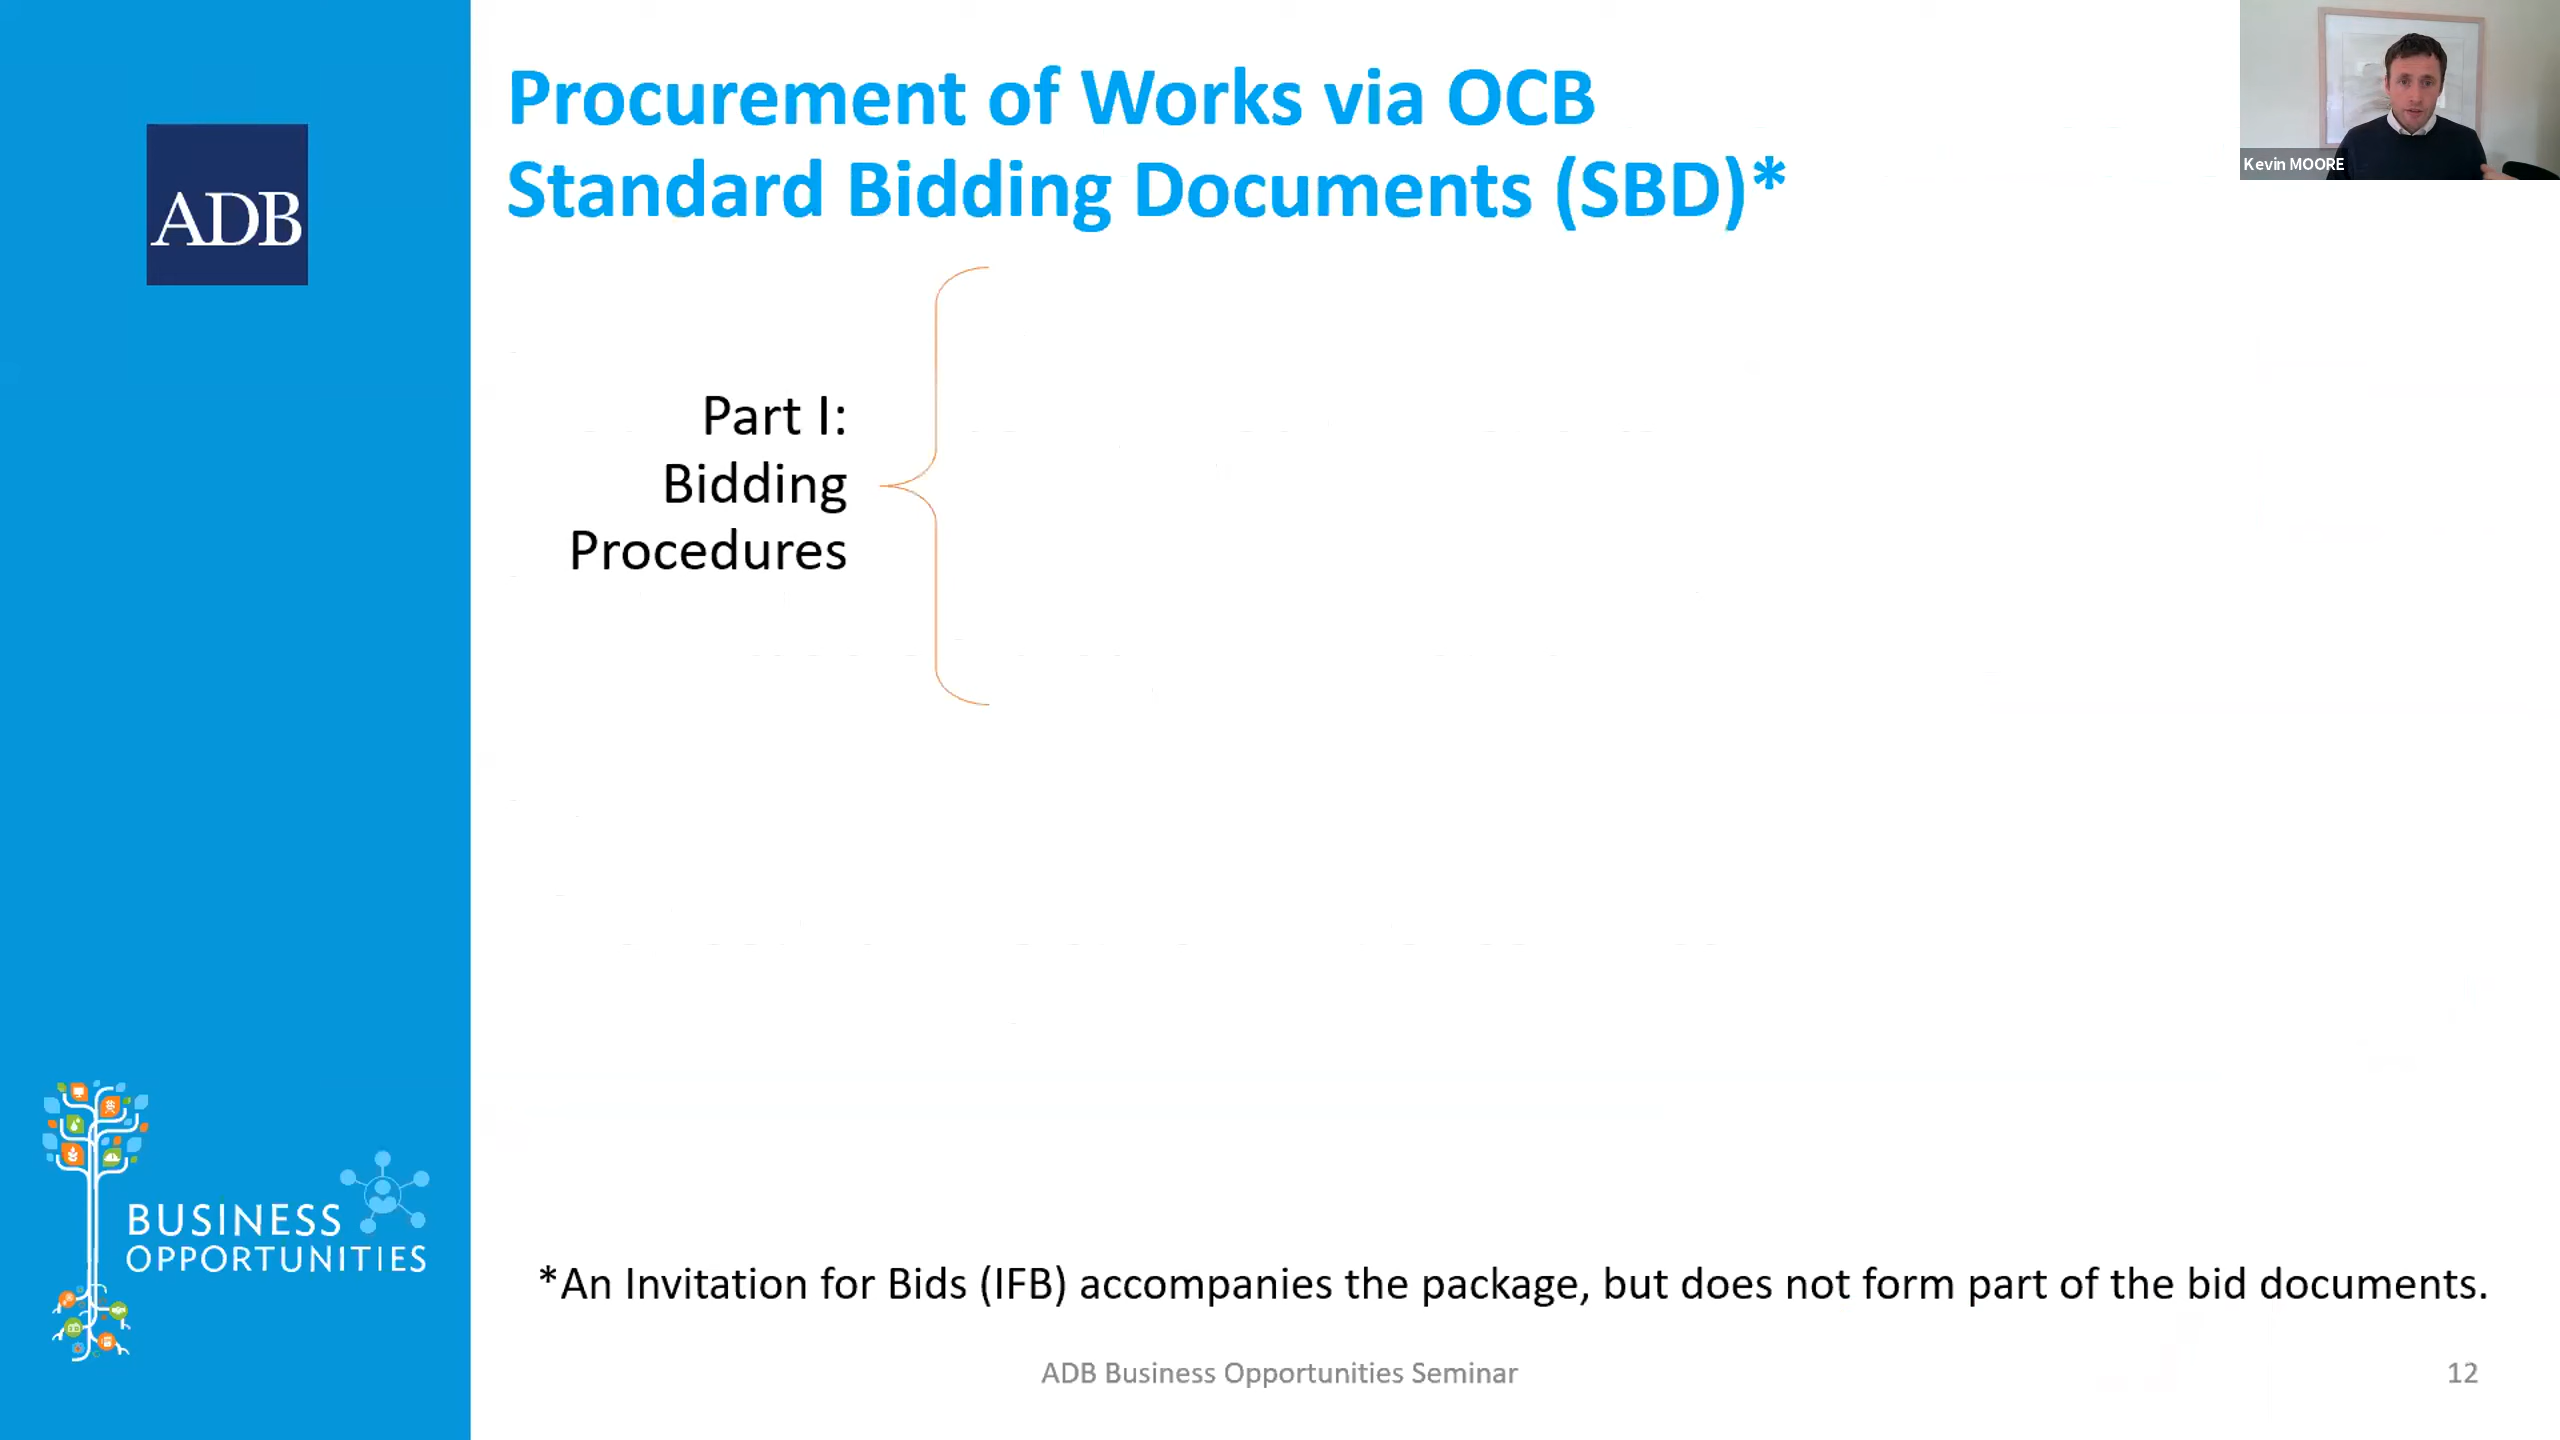 Procurement of Works via OCB
Standard Bidding Documents (SBD)*
Kevin MOORE
ADB
Part I:
Bidding
Procedures
BUSINESS
OPPORTUNITIES
*An Invitation for Bids (IFB) accompanies the package, but does not form part of the bid documents.
ADB Business Opportunities Seminar
12